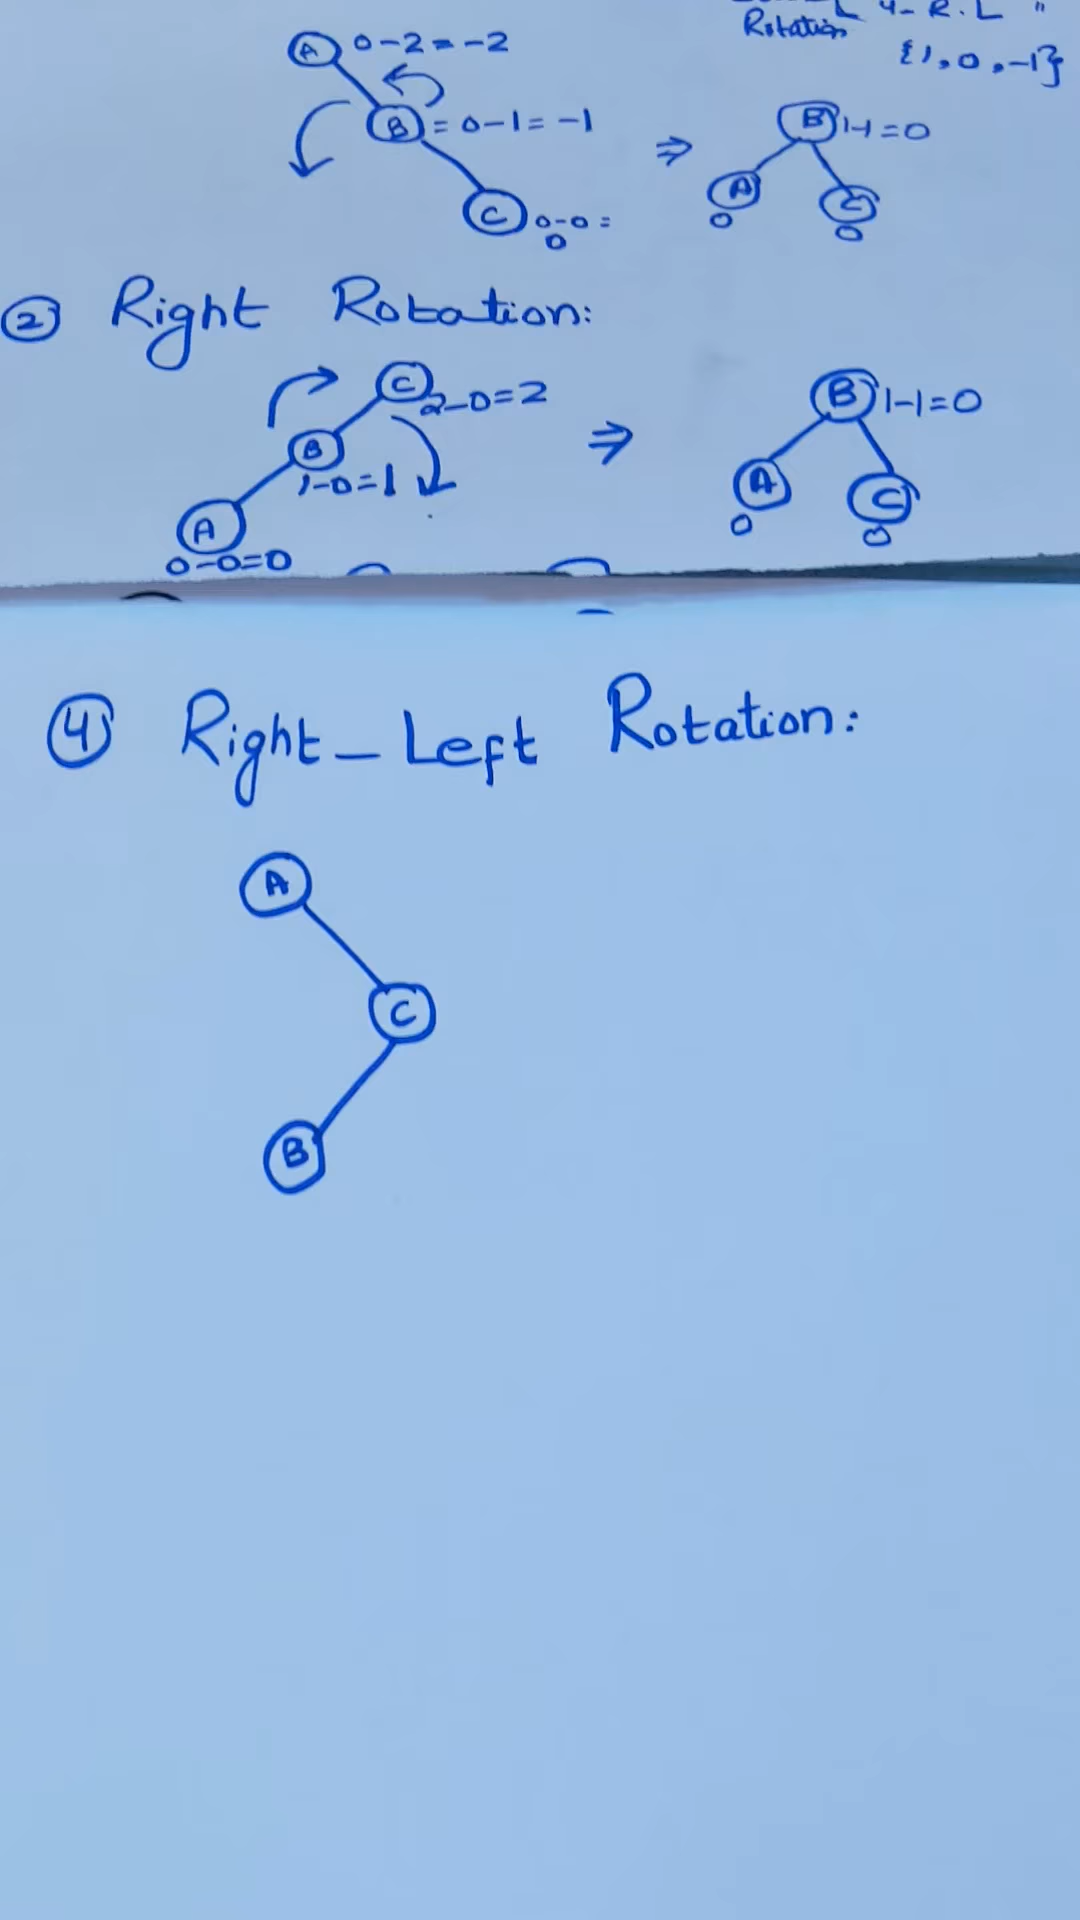 4- R.L "
Rotation
{1, 0, -1}
A 0-2=-2
B = 0-1=-1
C 0-0=
0
⇒
B 1-1=0
A
0
C
0
② Right Rotation:
C 2-0=2
B
1-0=1
A
0-0=0
⇒
B 1-1=0
A
0
C
0
④ Right-Left Rotation:
A
C
B